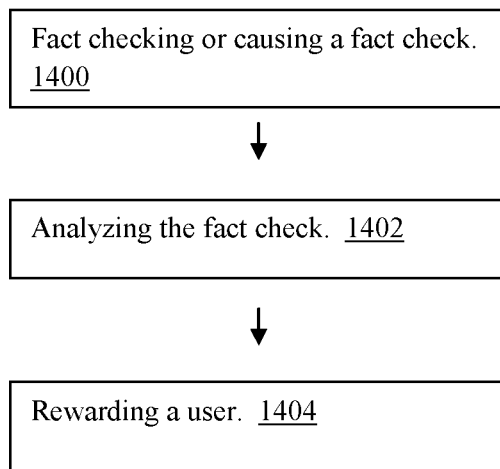 Fact checking or causing a fact check.
1400
Analyzing the fact check. 1402
Rewarding a user. 1404